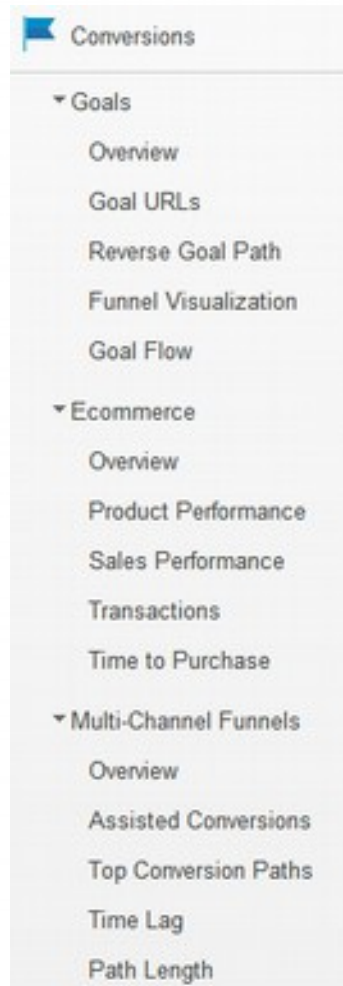 Conversions
Goals
Overview
Goal URLs
Reverse Goal Path
Funnel Visualization
Goal Flow
Ecommerce
Overview
Product Performance
Sales Performance
Transactions
Time to Purchase
Multi-Channel Funnels
Overview
Assisted Conversions
Top Conversion Paths
Time Lag
Path Length